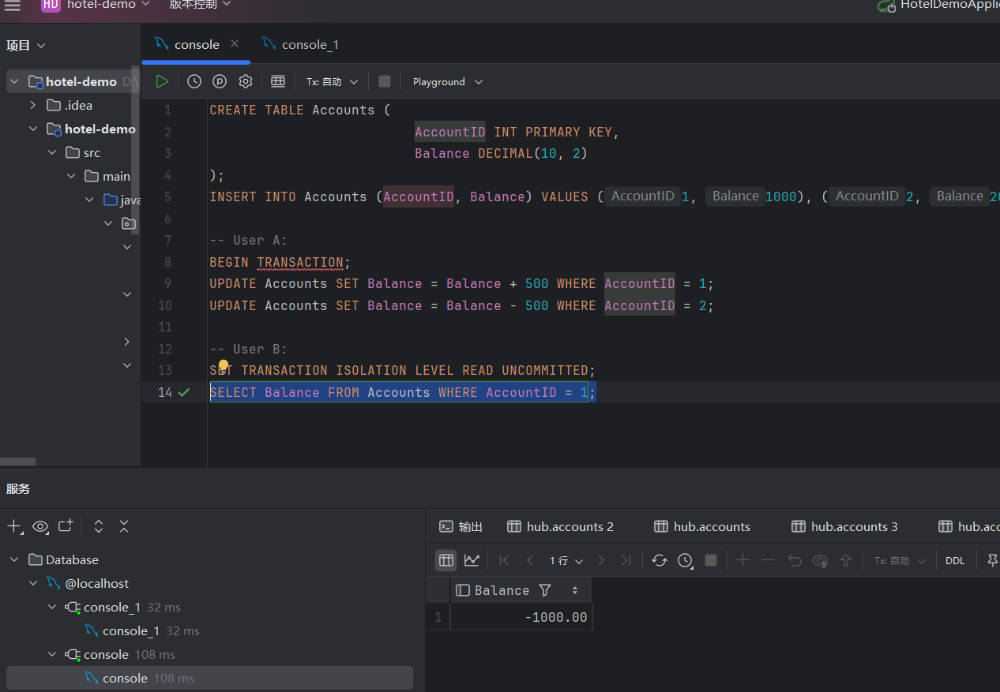 HD hotel-demo 版本控制
项目
console
console_1
hotel-demo
.idea
hotel-demo
src
main
java
Tx: 自动
Playground
1 CREATE TABLE Accounts (
2 AccountID INT PRIMARY KEY,
3 Balance DECIMAL(10, 2)
4 );
5 INSERT INTO Accounts (AccountID, Balance) VALUES ( AccountID 1, Balance 1000), ( AccountID 2, Balance 20
6
7 -- User A:
8 BEGIN TRANSACTION;
9 UPDATE Accounts SET Balance = Balance + 500 WHERE AccountID = 1;
10 UPDATE Accounts SET Balance = Balance - 500 WHERE AccountID = 2;
11
12 -- User B:
13 SET TRANSACTION ISOLATION LEVEL READ UNCOMMITTED;
14 SELECT Balance FROM Accounts WHERE AccountID = 1;
服务
Database
@localhost
console_1 32 ms
console_1 32 ms
console 108 ms
console 108 ms
输出
hub.accounts 2
hub.accounts
hub.accounts 3
1 行
Tx: 自动
DDL
Balance
1 -1000.00